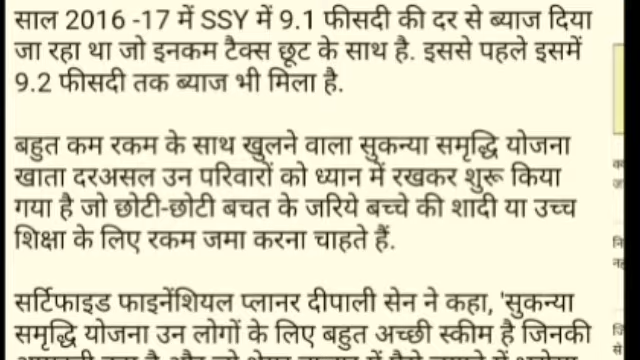 साल 2016 -17 में SSY में 9.1 फीसदी की दर से ब्याज दिया
जा रहा था जो इनकम टैक्स छूट के साथ है. इससे पहले इसमें
9.2 फीसदी तक ब्याज भी मिला है.
बहुत कम रकम के साथ खुलने वाला सुकन्या समृद्धि योजना
खाता दरअसल उन परिवारों को ध्यान में रखकर शुरू किया
गया है जो छोटी-छोटी बचत के जरिये बच्चे की शादी या उच्च
शिक्षा के लिए रकम जमा करना चाहते हैं.
सर्टिफाइड फाइनेंशियल प्लानर दीपाली सेन ने कहा, 'सुकन्या
समृद्धि योजना उन लोगों के लिए बहुत अच्छी स्कीम है जिनकी